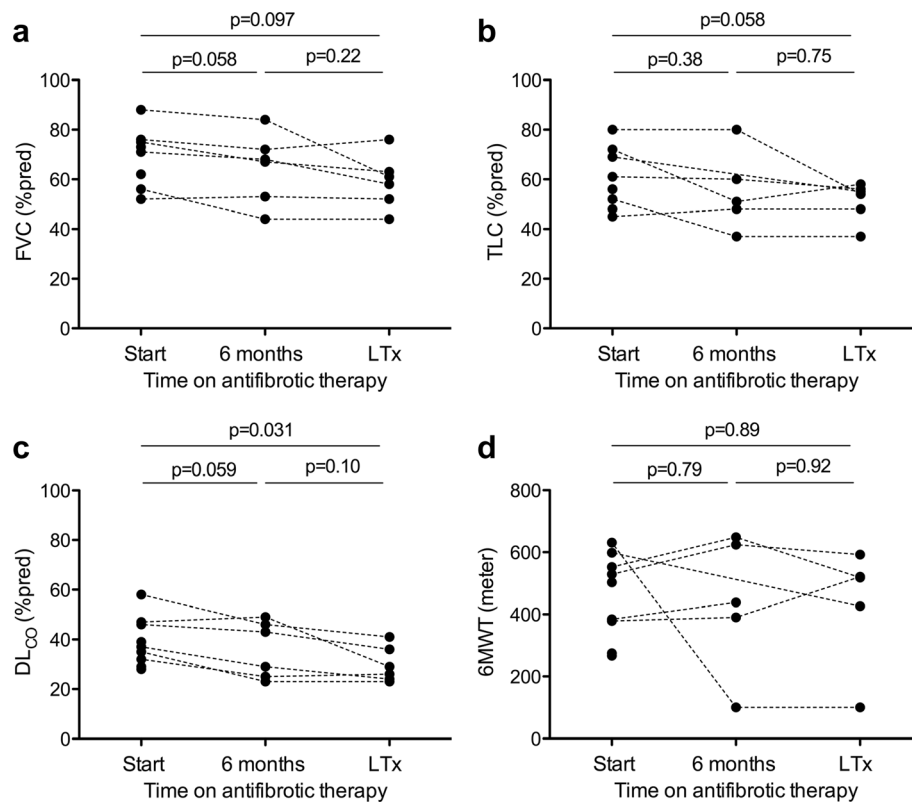 a
p=0.097
p=0.058 p=0.22
100
80
60
40
20
0
FVC (%pred)
Start 6 months LTx
Time on antifibrotic therapy
b
p=0.058
p=0.38 p=0.75
100
80
60
40
20
0
TLC (%pred)
Start 6 months LTx
Time on antifibrotic therapy
c
p=0.031
p=0.059 p=0.10
100
80
60
40
20
0
DLCO (%pred)
Start 6 months LTx
Time on antifibrotic therapy
d
p=0.89
p=0.79 p=0.92
800
600
400
200
0
6MWT (meter)
Start 6 months LTx
Time on antifibrotic therapy